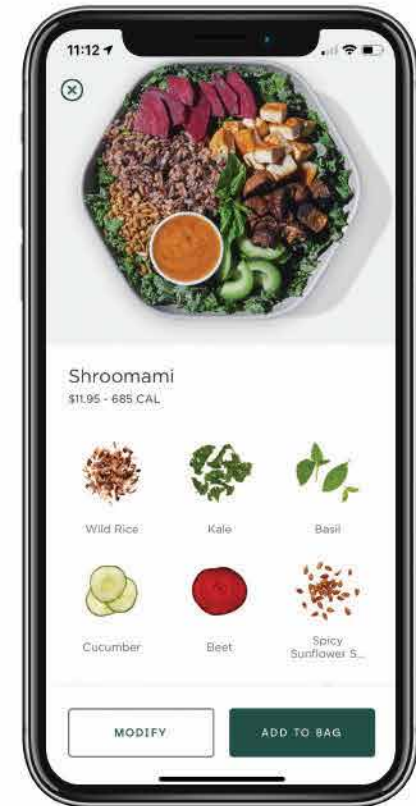 11:12
Shroomami
$11.95 - 685 CAL
Wild Rice
Kale
Basil
Cucumber
Beet
Spicy
Sunflower S...
MODIFY
ADD TO BAG